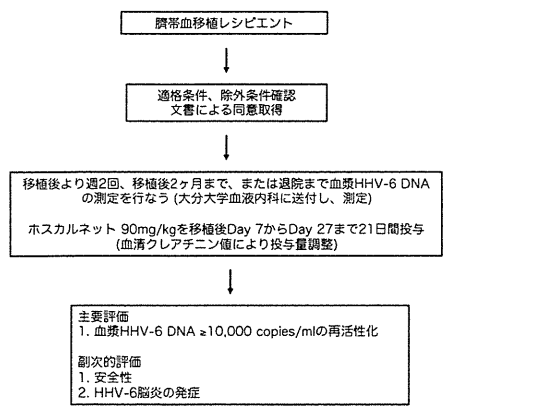 臍帯血移植レシピエント
適格条件、除外条件確認
文書による同意取得
移植後より週2回、移植後2ヶ月まで、または退院まで血漿HHV-6 DNA
の測定を行なう (大分大学血液内科に送付し、測定)
ホスカルネット 90mg/kgを移植後Day 7からDay 27まで21日間投与
(血清クレアチニン値により投与量調整)
主要評価
1. 血漿HHV-6 DNA ≥10,000 copies/mlの再活性化
副次的評価
1. 安全性
2. HHV-6脳炎の発症